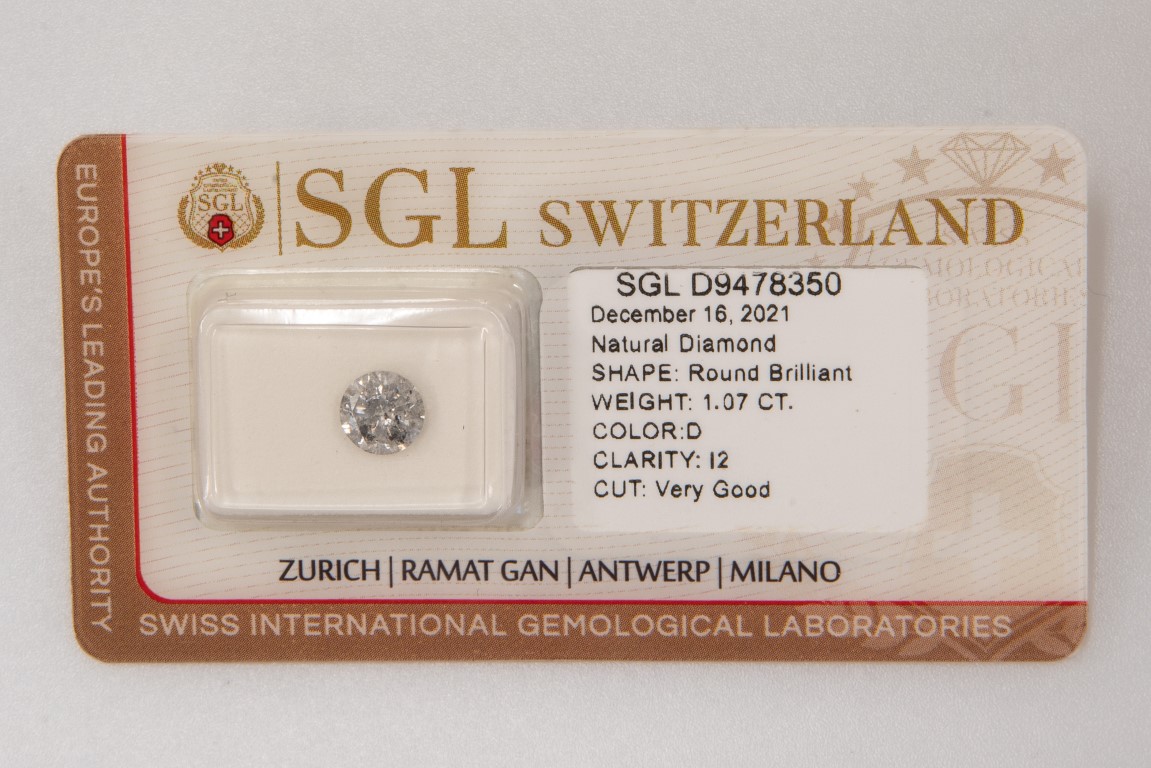 EUROPE'S LEADING AUTHORITY
SGL
SGL SWITZERLAND
SGL D9478350
December 16, 2021
Natural Diamond
SHAPE: Round Brilliant
WEIGHT: 1.07 CT.
COLOR:D
CLARITY: I2
CUT: Very Good
ZURICH | RAMAT GAN | ANTWERP | MILANO
SWISS INTERNATIONAL GEMOLOGICAL LABORATORIES